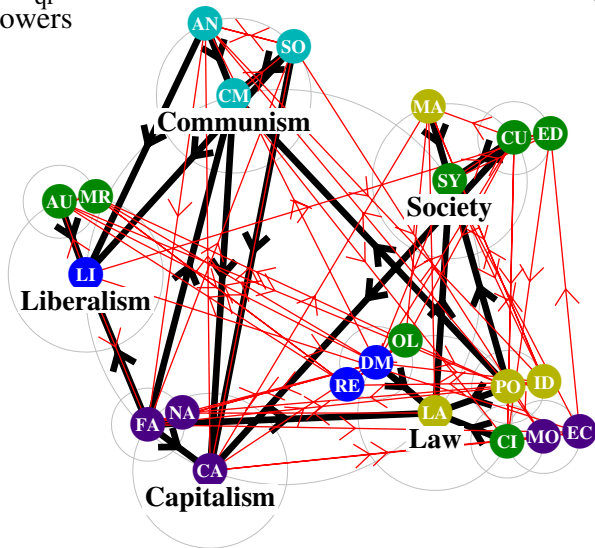 qr
owers
AN
SO
CM
Communism
MA
CU
ED
SY
Society
AU
MR
LI
Liberalism
OL
DM
RE
PO
ID
LA
Law
FA
NA
CI
MO
EC
CA
Capitalism